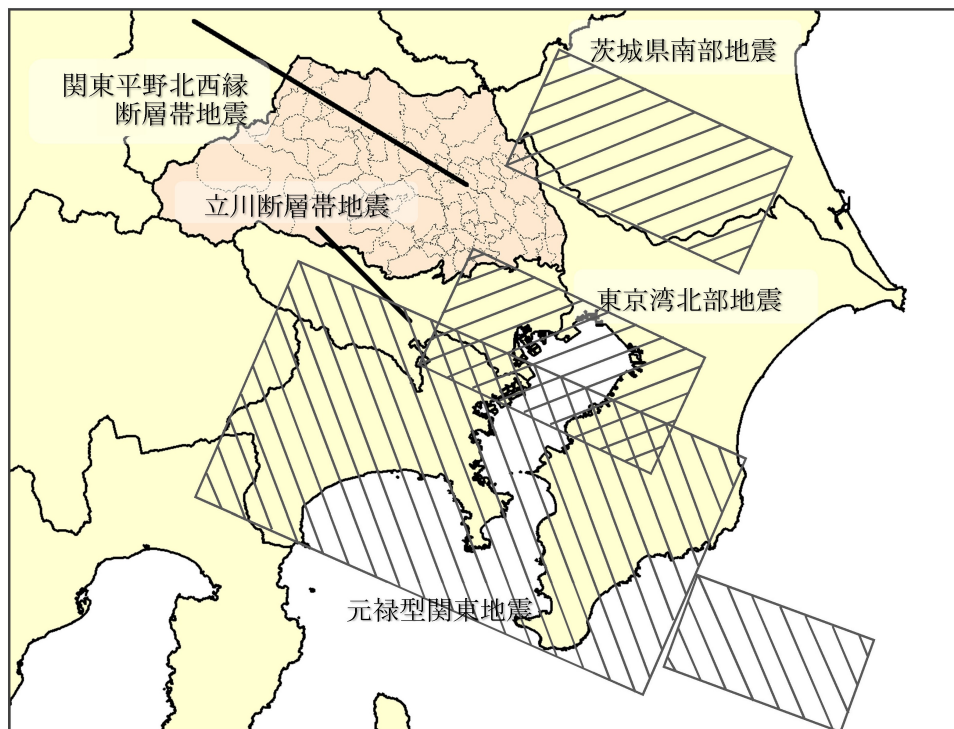 茨城県南部地震
関東平野北西縁
断層帯地震
立川断層帯地震
東京湾北部地震
元禄型関東地震